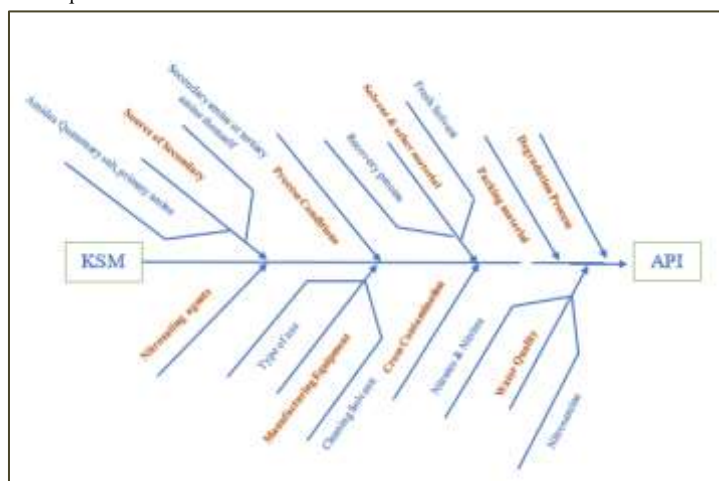 Secondary amine or tertiary
amine themself
Amides Quaternary salt, primary amine
Source of Secondary
Process Conditions
Fresh Solvent
Solvent & other material
Recovery process
Packing material
Degradation Process
KSM
API
Nitrosating agents
Type of use
Manufacturing Equipment
Cleaning Solvent
Cross Contamination
Nitrates & Nitrites
Water Quality
Nitrosamine